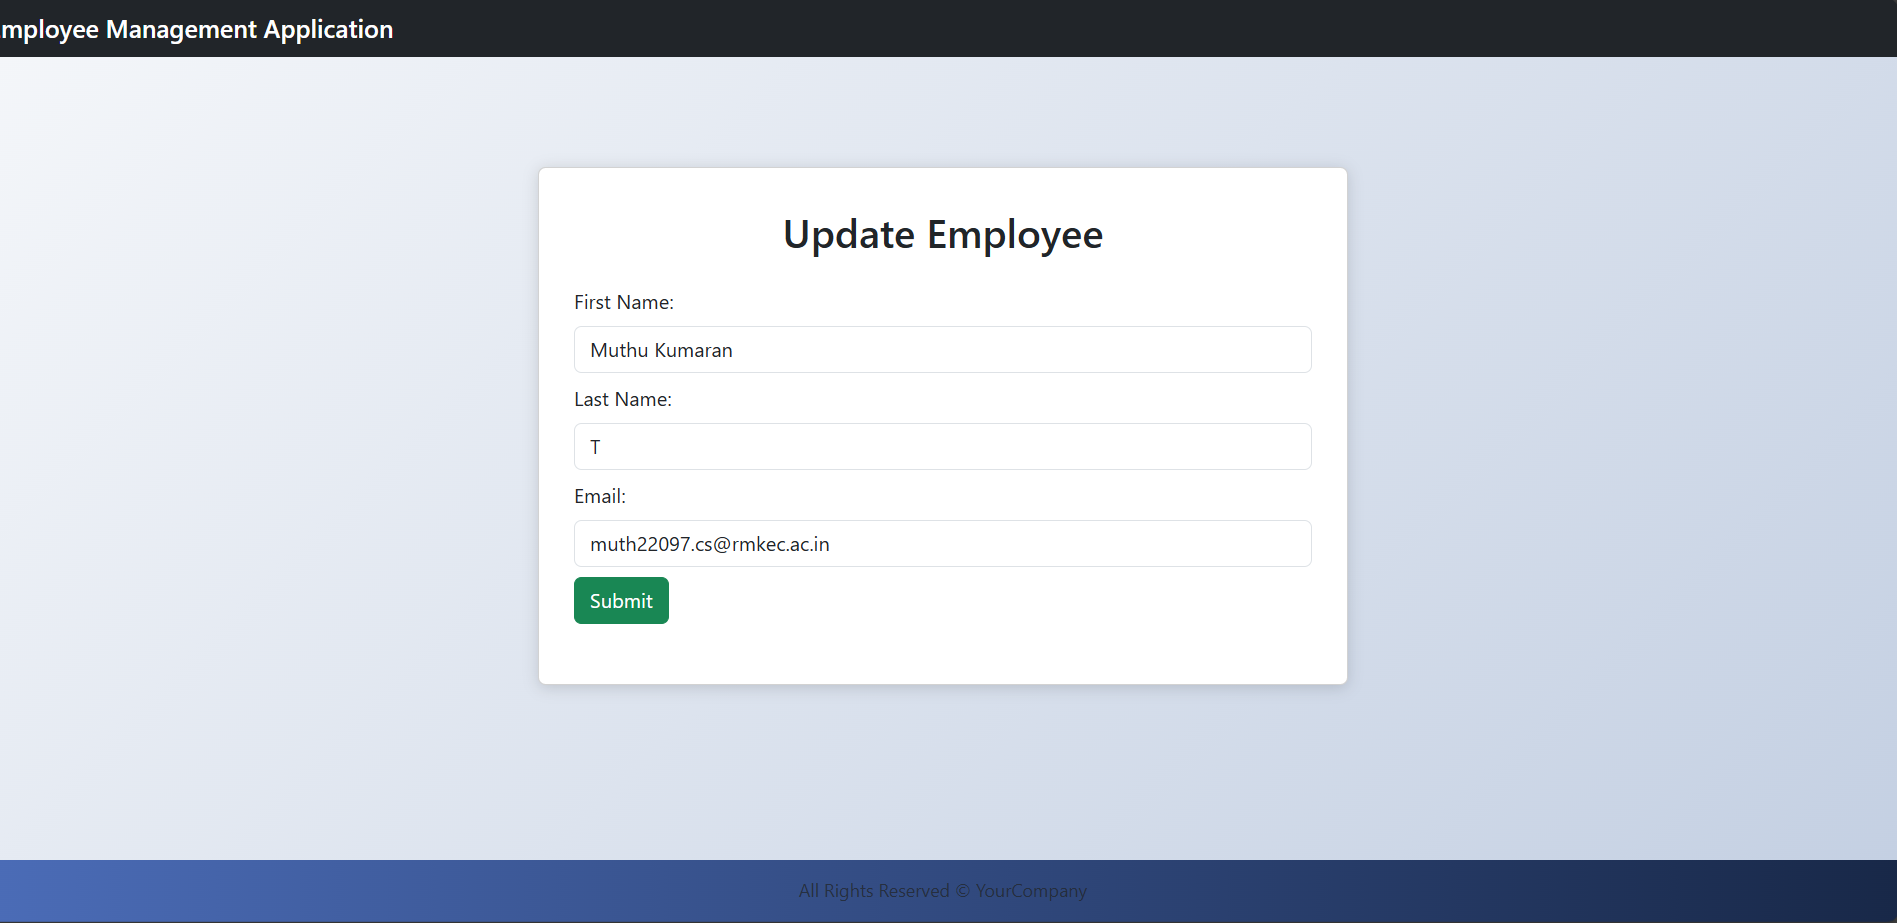 mployee Management Application
Update Employee
First Name:
Muthu Kumaran
Last Name:
T
Email:
muth22097.cs@rmkec.ac.in
Submit
All Rights Reserved © YourCompany